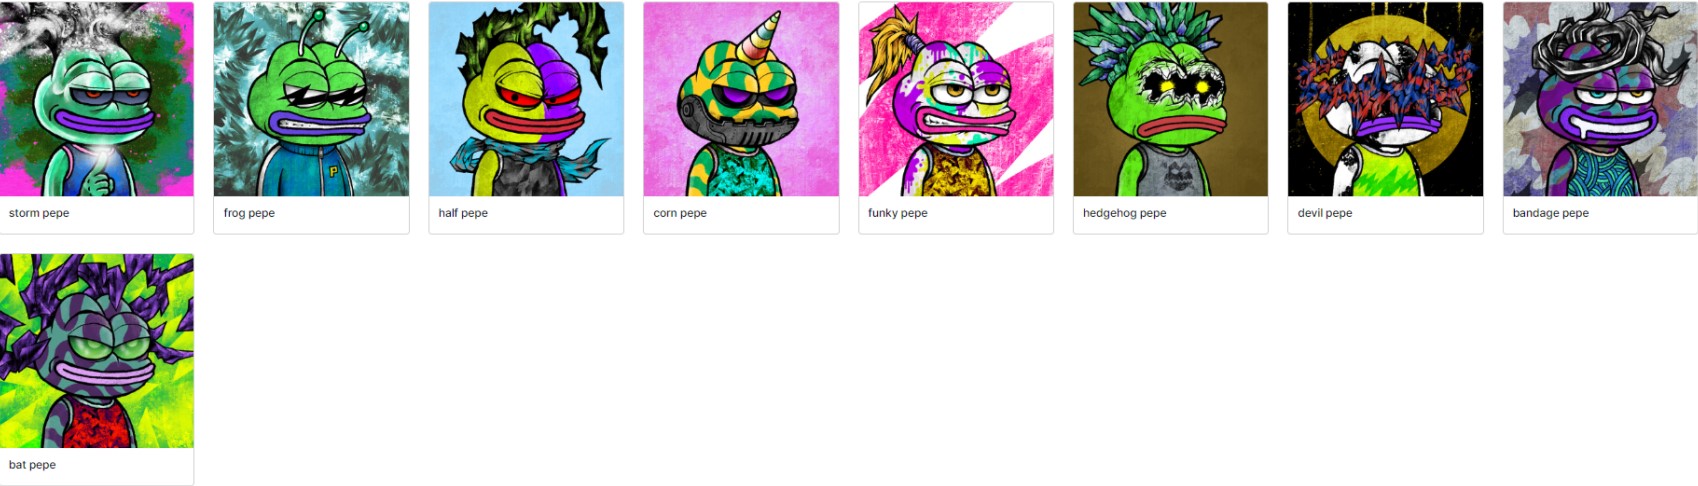 P
storm pepe
frog pepe
half pepe
corn pepe
funky pepe
hedgehog pepe
devil pepe
bandage pepe
bat pepe